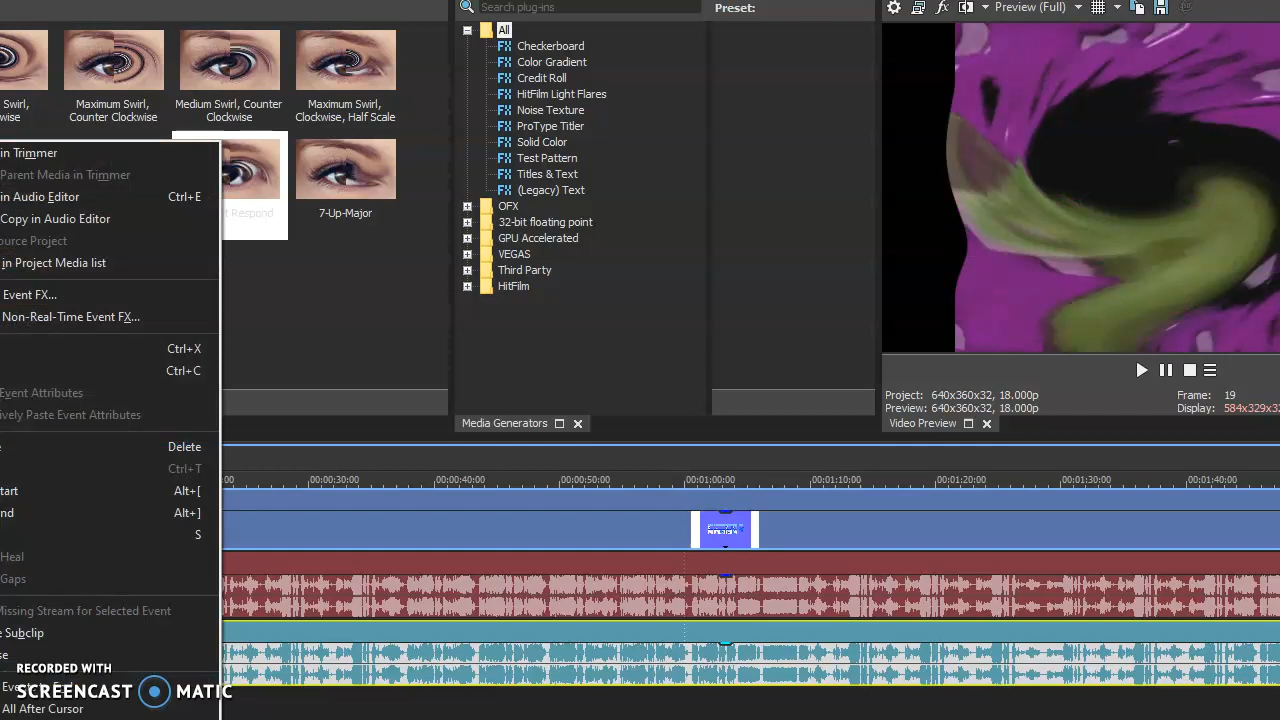 Search plug-ins
Preset:
Preview (Full)
Swirl,
wise
Maximum Swirl,
Counter Clockwise
Medium Swirl, Counter
Clockwise
Maximum Swirl,
Clockwise, Half Scale
t Respond
7-Up-Major
All
Checkerboard
Color Gradient
Credit Roll
HitFilm Light Flares
Noise Texture
ProType Titler
Solid Color
Test Pattern
Titles & Text
(Legacy) Text
OFX
32-bit floating point
GPU Accelerated
VEGAS
Third Party
HitFilm
in Trimmer
Parent Media in Trimmer
in Audio Editor Ctrl+E
Copy in Audio Editor
ource Project
in Project Media list
Event FX...
Non-Real-Time Event FX...
Ctrl+X
Ctrl+C
Event Attributes
ively Paste Event Attributes
e Delete
Ctrl+T
tart Alt+[
nd Alt+]
S
Heal
Gaps
Missing Stream for Selected Event
e Subclip
se
Event
All After Cursor
Project: 640x360x32, 18.000p
Frame: 19
Preview: 640x360x32, 18.000p
Display: 584x329x32
Media Generators
Video Preview
:00
00:00:30:00
00:00:40:00
00:00:50:00
00:01:00:00
00:01:10:00
00:01:20:00
00:01:30:00
00:01:40:00
RECORDED WITH
SCREENCAST MATIC